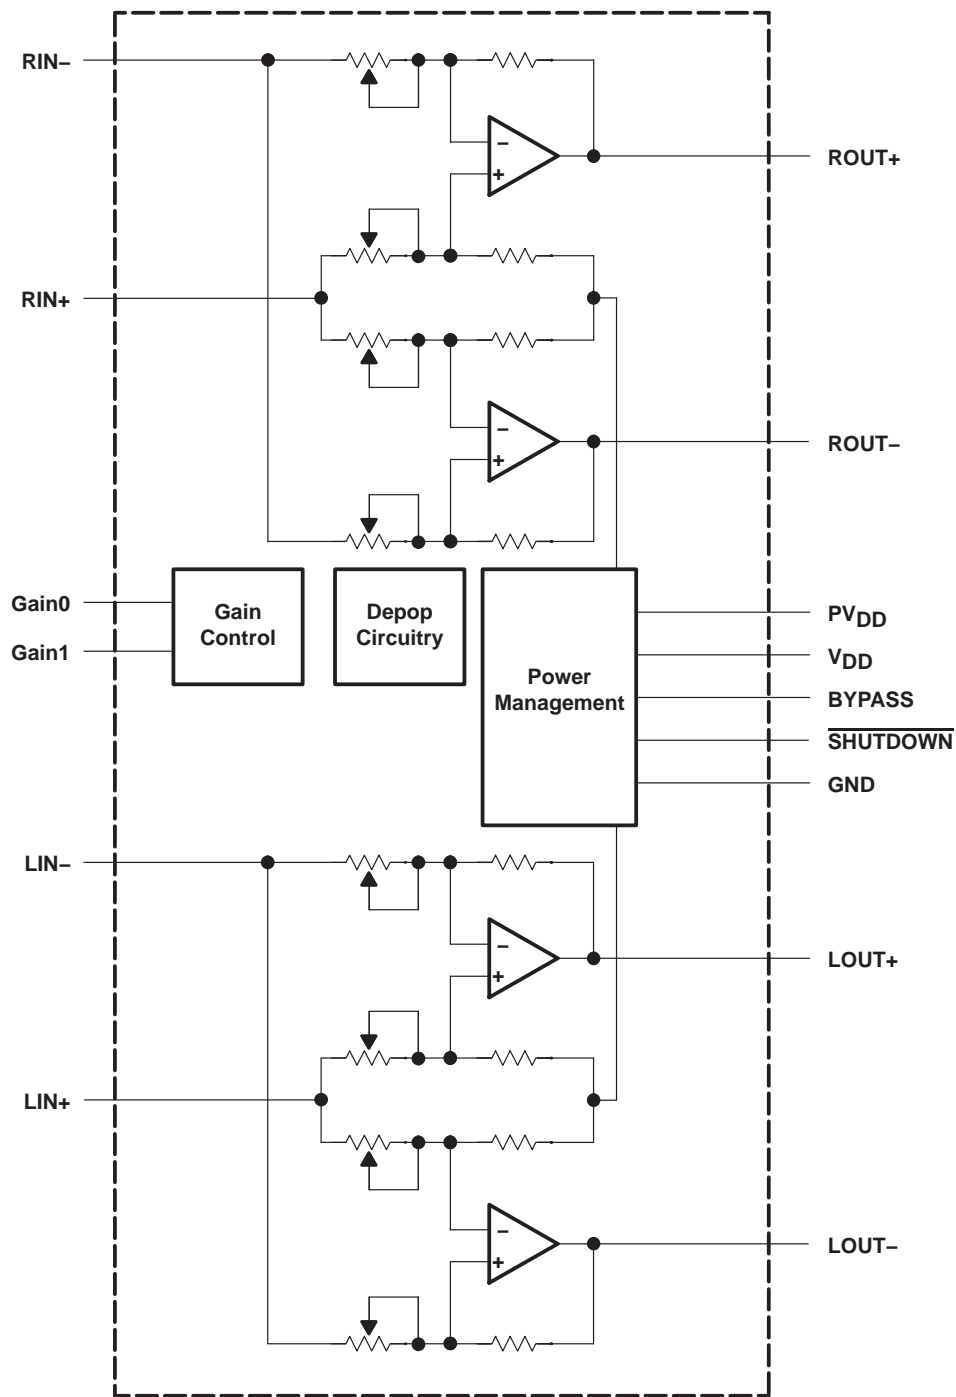 RIN–
–
+
ROUT+
RIN+
–
+
ROUT–
Gain0
Gain1
Gain
Control
Depop
Circuitry
Power
Management
PVDD
VDD
BYPASS
SHUTDOWN
GND
LIN–
–
+
LOUT+
LIN+
–
+
LOUT–